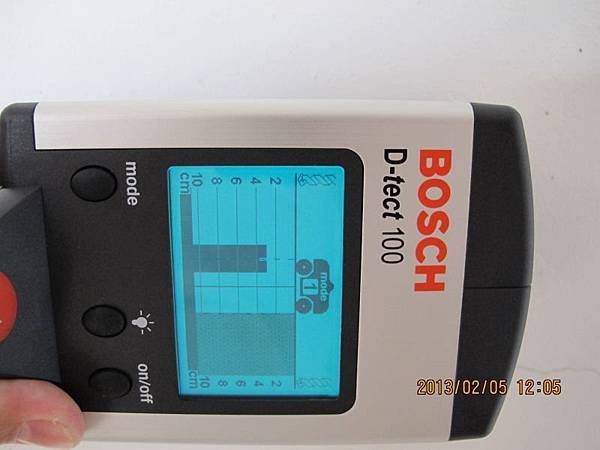 BOSCH
D-tect 100
2 4 6 8 10 cm
mode 1
2 4 6 8 10 cm
mode
on/off
2013/02/05 12:05